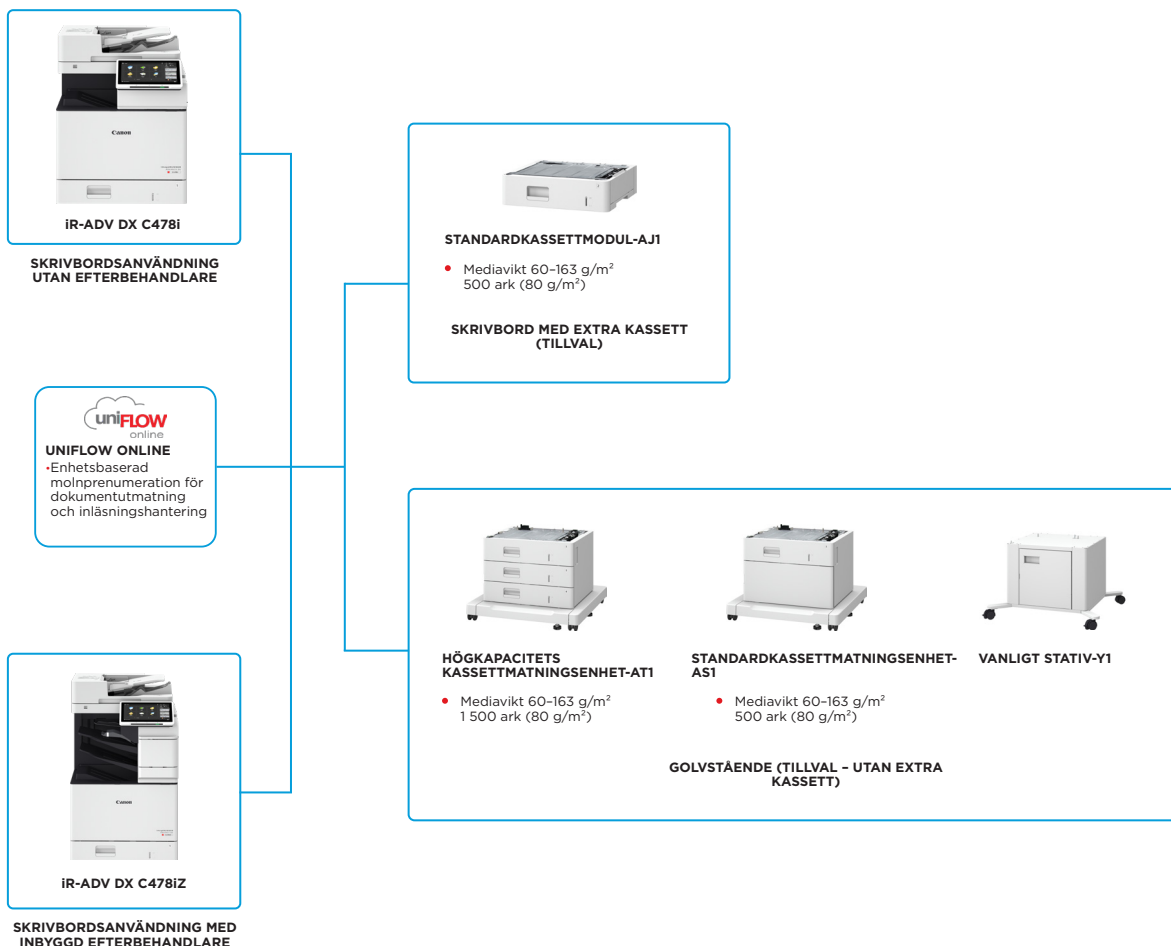 Canon
iR-ADV DX C478i
SKRIVBORDSANVÄNDNING
UTAN EFTERBEHANDLARE
STANDARDKASSETTMODUL-AJ1
• Mediavikt 60–163 g/m²
500 ark (80 g/m²)
SKRIVBORD MED EXTRA KASSETT
(TILLVAL)
uniFLOW
online
UNIFLOW ONLINE
•Enhetsbaserad
molnprenumeration för
dokumentutmatning
och inläsningshantering
HÖGKAPACITETS
KASSETTMATNINGSENHET-AT1
• Mediavikt 60–163 g/m²
1 500 ark (80 g/m²)
STANDARDKASSETTMATNINGSENHET-
AS1
• Mediavikt 60–163 g/m²
500 ark (80 g/m²)
VANLIGT STATIV-Y1
GOLVSTÅENDE (TILLVAL – UTAN EXTRA
KASSETT)
Canon
iR-ADV DX C478iZ
SKRIVBORDSANVÄNDNING MED
INBYGGD EFTERBEHANDLARE